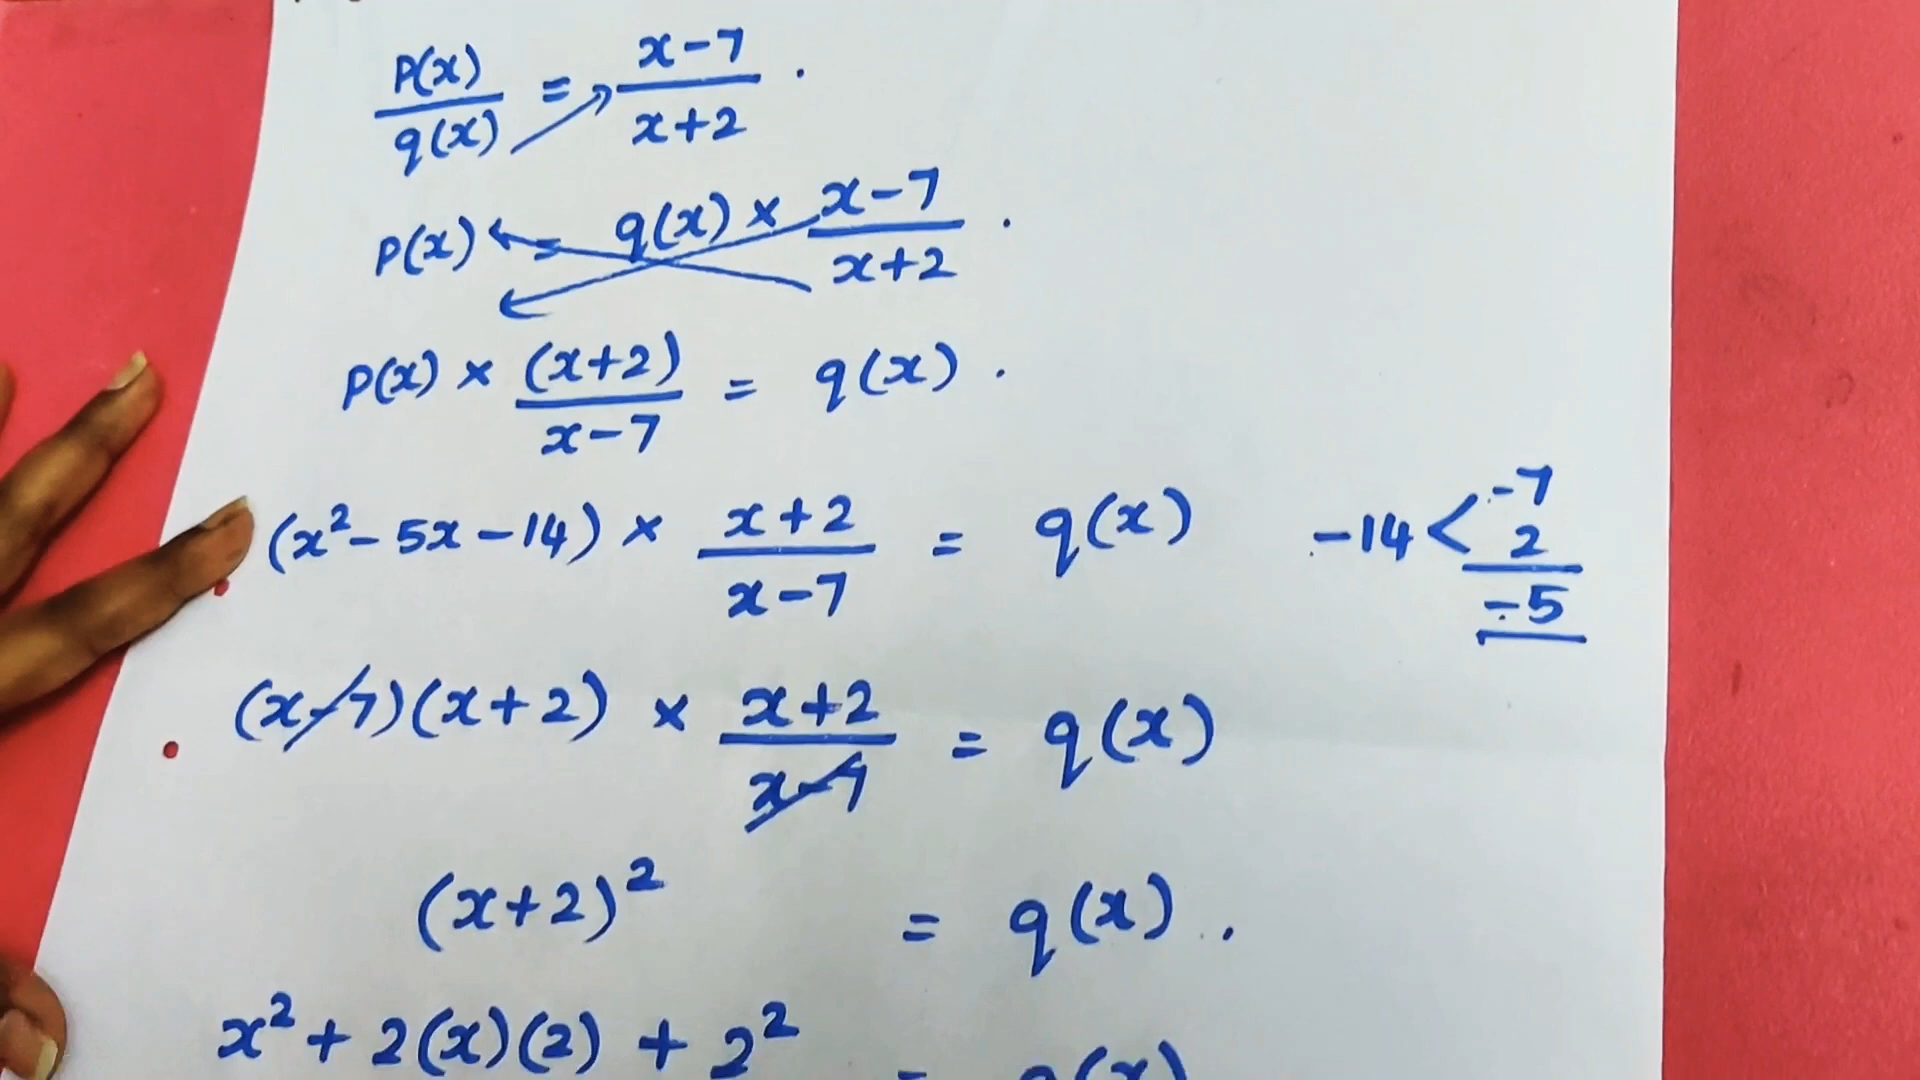 P(x)/q(x) = x-7/x+2 .
P(x) = q(x) × x-7/x+2 .
P(x) × (x+2)/x-7 = q(x) .
(x²- 5x -14) × x+2/x-7 = q(x) -14 < -7 2 -5
(x-7)(x+2) × x+2/x-7 = q(x)
(x+2)² = q(x) .
x² + 2(x)(2) + 2² = q(x)